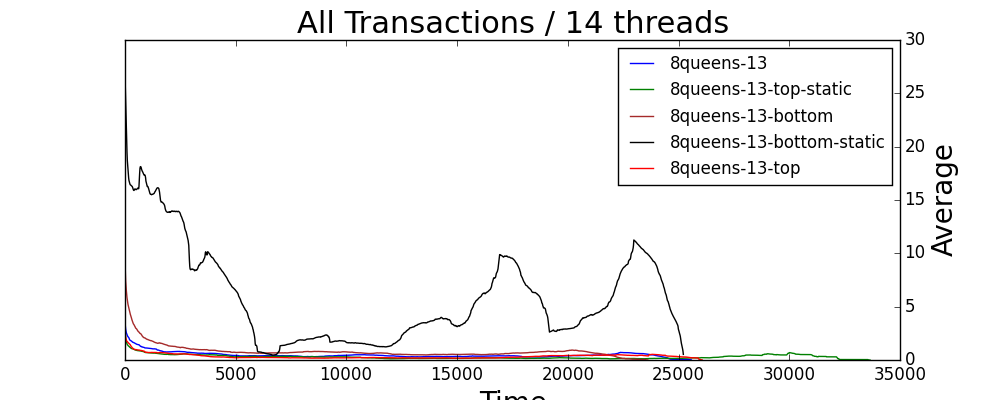 All Transactions / 14 threads
8queens-13
8queens-13-top-static
8queens-13-bottom
8queens-13-bottom-static
8queens-13-top
30
25
20
15
10
5
0
Average
0 5000 10000 15000 20000 25000 30000 35000
Time